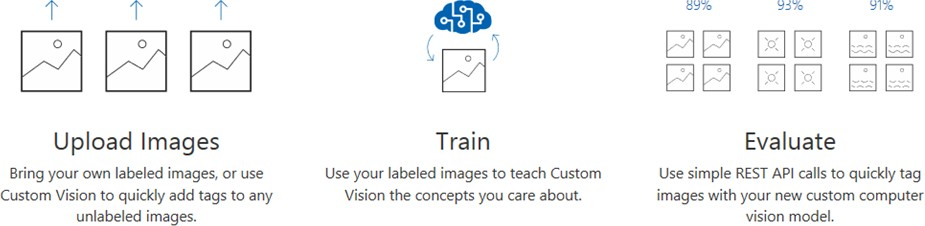 89% 93% 91%
Upload Images
Bring your own labeled images, or use
Custom Vision to quickly add tags to any
unlabeled images.
Train
Use your labeled images to teach Custom
Vision the concepts you care about.
Evaluate
Use simple REST API calls to quickly tag
images with your new custom computer
vision model.